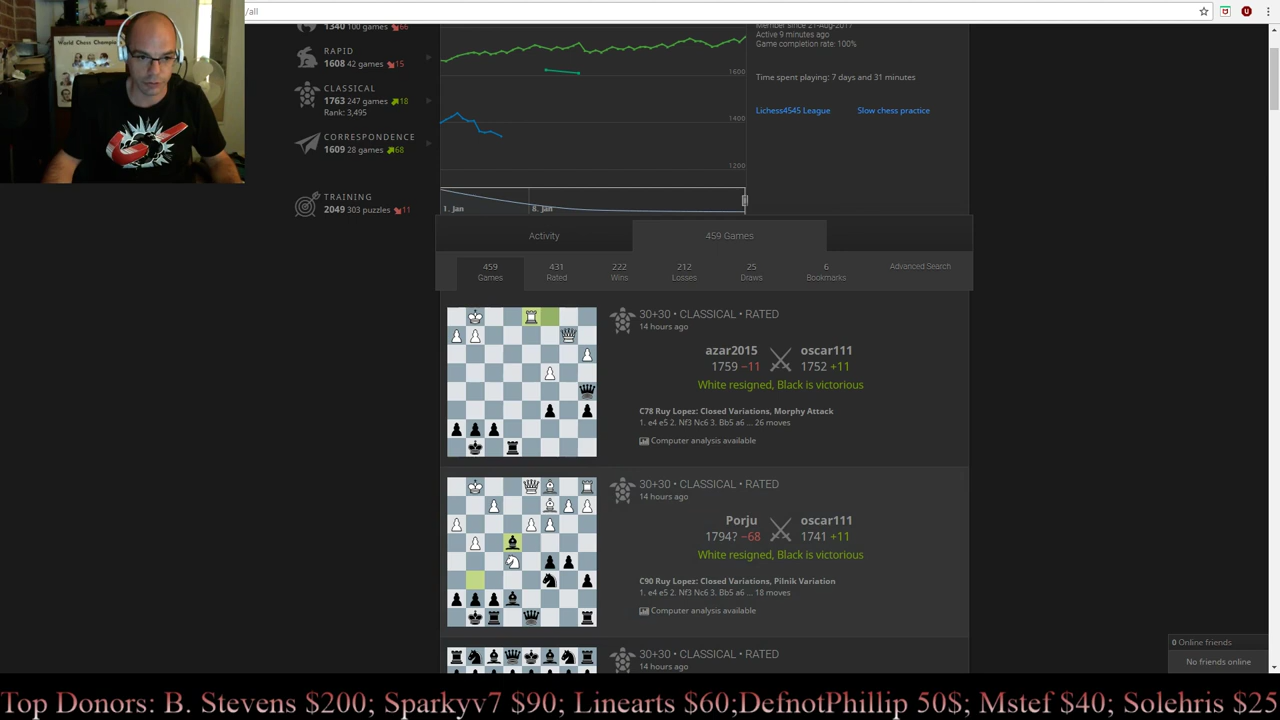 /all
1340 100 games 66
RAPID
1608 42 games 15
CLASSICAL
1763 247 games 18
Rank: 3,495
CORRESPONDENCE
1609 28 games 68
TRAINING
2049 303 puzzles 11
World Chess Champio
1600
1400
1200
1. Jan
8. Jan
Member since 21-Aug-2017
Active 9 minutes ago
Game completion rate: 100%
Time spent playing: 7 days and 31 minutes
Lichess4545 League
Slow chess practice
Activity
459 Games
459
Games
431
Rated
222
Wins
212
Losses
25
Draws
6
Bookmarks
Advanced Search
30+30 • CLASSICAL • RATED
14 hours ago
azar2015
1759 −11
oscar111
1752 +11
White resigned, Black is victorious
C78 Ruy Lopez: Closed Variations, Morphy Attack
1. e4 e5 2. Nf3 Nc6 3. Bb5 a6 ... 26 moves
Computer analysis available
30+30 • CLASSICAL • RATED
14 hours ago
Porju
1794? −68
oscar111
1741 +11
White resigned, Black is victorious
C90 Ruy Lopez: Closed Variations, Pilnik Variation
1. e4 e5 2. Nf3 Nc6 3. Bb5 a6 ... 18 moves
Computer analysis available
30+30 • CLASSICAL • RATED
14 hours ago
0 Online friends
No friends online
Top Donors: B. Stevens $200; Sparkyv7 $90; Linearts $60;DefnotPhillip 50$; Mstef $40; Solehris $25